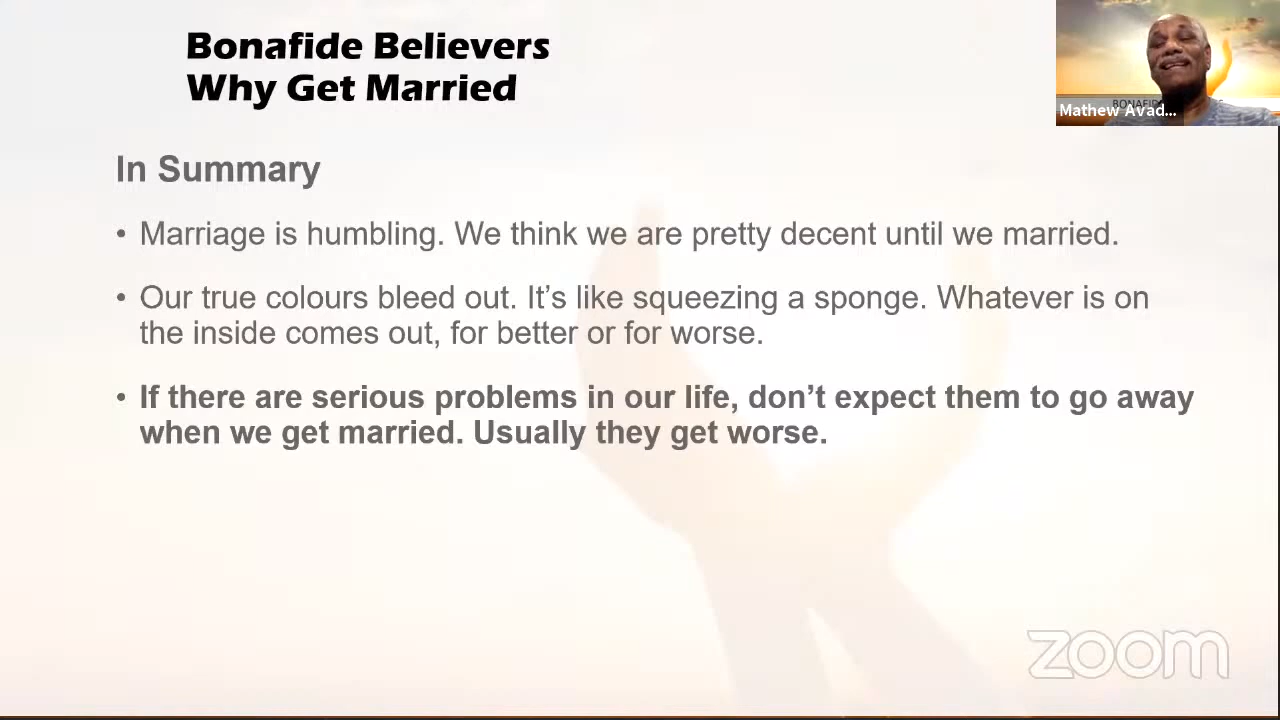 Bonafide Believers
Why Get Married
Mathew Avad...
In Summary
• Marriage is humbling. We think we are pretty decent until we married.
• Our true colours bleed out. It's like squeezing a sponge. Whatever is on
the inside comes out, for better or for worse.
• If there are serious problems in our life, don't expect them to go away
when we get married. Usually they get worse.
zoom